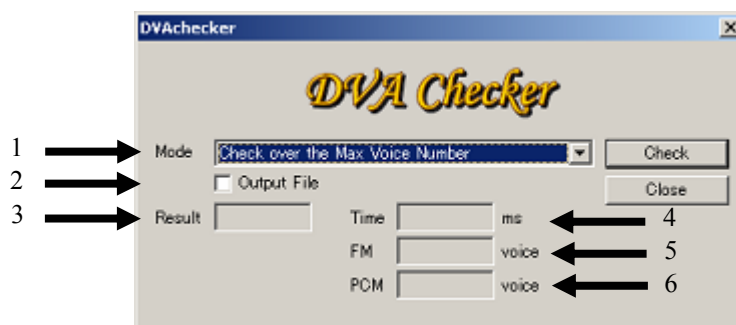 DVAchecker
DVA Checker
1 Mode Check over the Max Voice Number Check
2 Output File Close
3 Result Time ms 4
FM voice 5
PCM voice 6